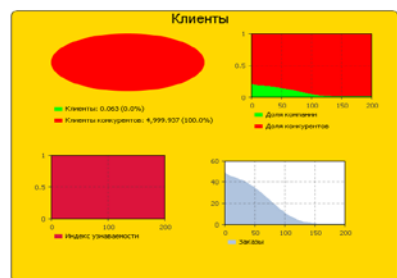 Клиенты
Клиенты: 0.063 (0.0%)
Клиенты конкурентов: 4,999.937 (100.0%)
1
0.5
0
0 50 100 150 200
Доля компании
Доля конкурентов
1
0.5
0
0 100 200
Индекс узнаваемости
60
40
20
0
0 50 100 150 200
Заказы